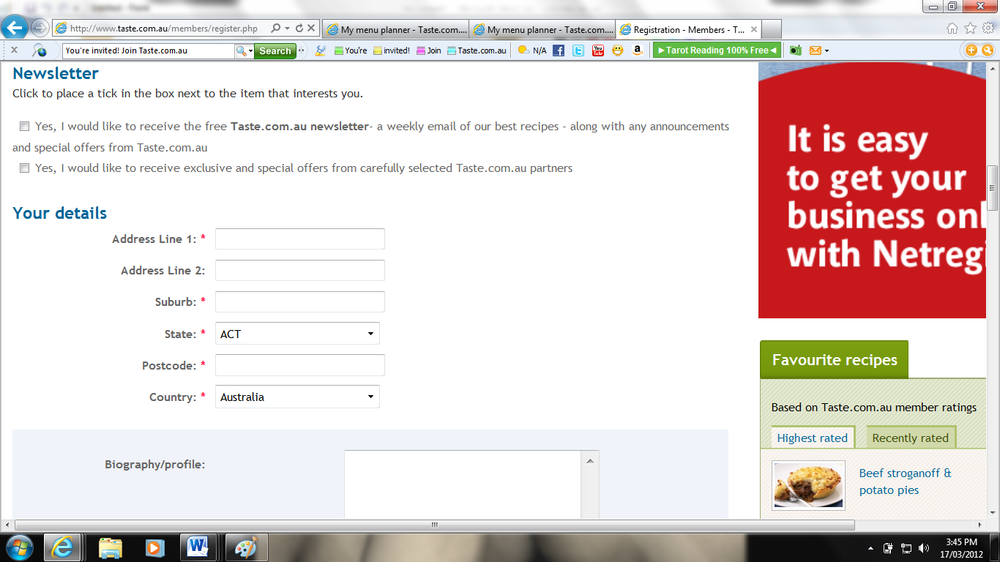 http://www.taste.com.au/members/register.php
My menu planner - Taste.com....
My menu planner - Taste.com....
Registration - Members - T...
You're invited! Join Taste.com.au
Search
You're
invited!
Join
Taste.com.au
N/A
You Tube
Tarot Reading 100% Free
Newsletter
Click to place a tick in the box next to the item that interests you.
Yes, I would like to receive the free Taste.com.au newsletter- a weekly email of our best recipes - along with any announcements
and special offers from Taste.com.au
Yes, I would like to receive exclusive and special offers from carefully selected Taste.com.au partners
Your details
Address Line 1: *
Address Line 2:
Suburb: *
State: * ACT
Postcode: *
Country: * Australia
Biography/profile:
It is easy
to get your
business onl
with Netregi
Favourite recipes
Based on Taste.com.au member ratings
Highest rated
Recently rated
Beef stroganoff &
potato pies
3:45 PM
17/03/2012